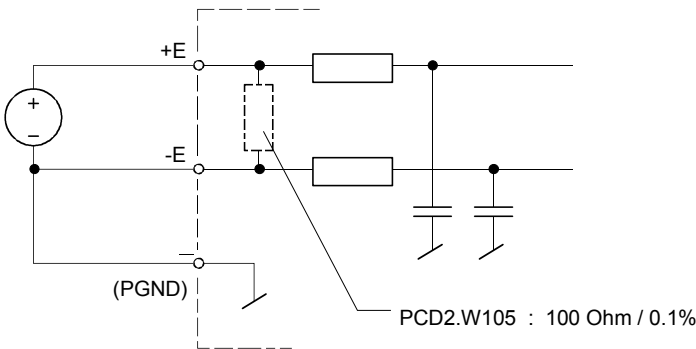 +E
+
−
-E
−
(PGND)
PCD2.W105 : 100 Ohm / 0.1%